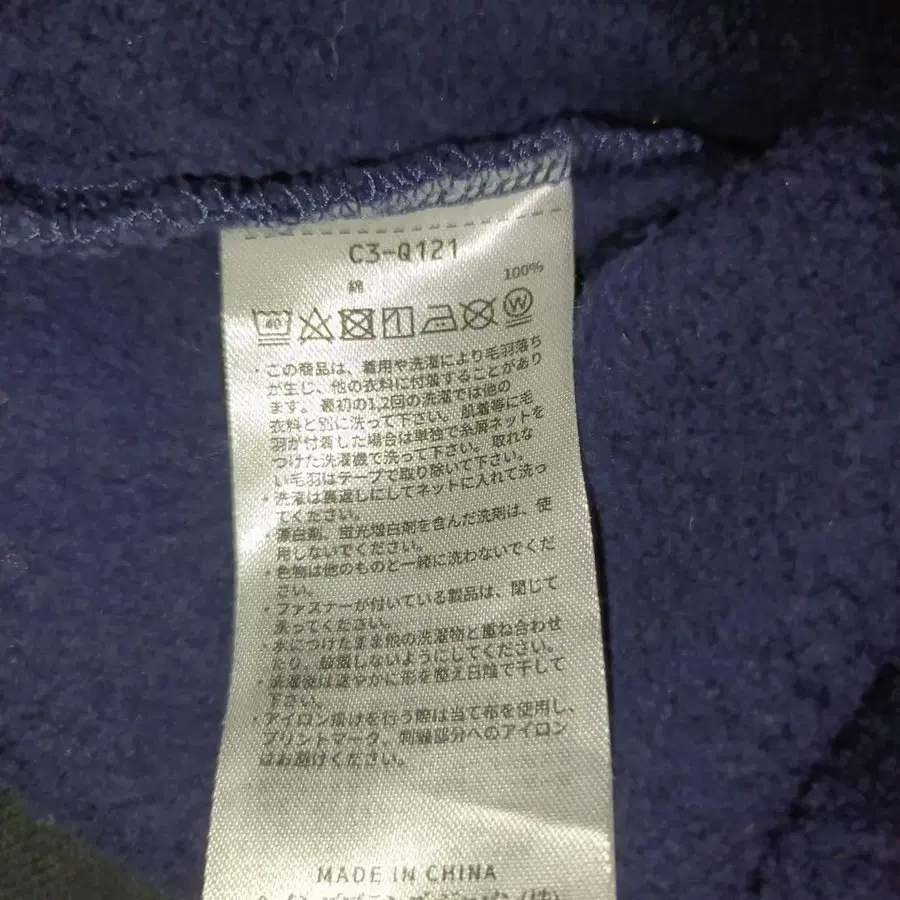 C3-Q121
綿 100%
40 W
・この商品は、着用や洗濯により毛羽落ち
が生じ、他の衣料に付着することがあり
ます。最初の1,2回の洗濯では他の
衣料と別に洗って下さい。肌着等に毛
羽が付着した場合は単独で糸屑ネットを
つけた洗濯機で洗って下さい。取れな
い毛羽はテープで取り除いて下さい。
・洗濯は裏返しにしてネットに入れて洗っ
てください。
・漂白剤、蛍光増白剤を含んだ洗剤は、使
用しないでください。
・色物は他のものと一緒に洗わないでくだ
さい。
・ファスナーが付いている製品は、閉じて
洗ってください。
・水につけたまま他の洗濯物と重ね合わせ
たり、放置しないようにしてください。
・洗濯後は速やかに形を整え日陰で干して
下さい。
・アイロン掛けを行う際は当て布を使用し、
プリントマーク、刺繍部分へのアイロン
はお避けください。
MADE IN CHINA